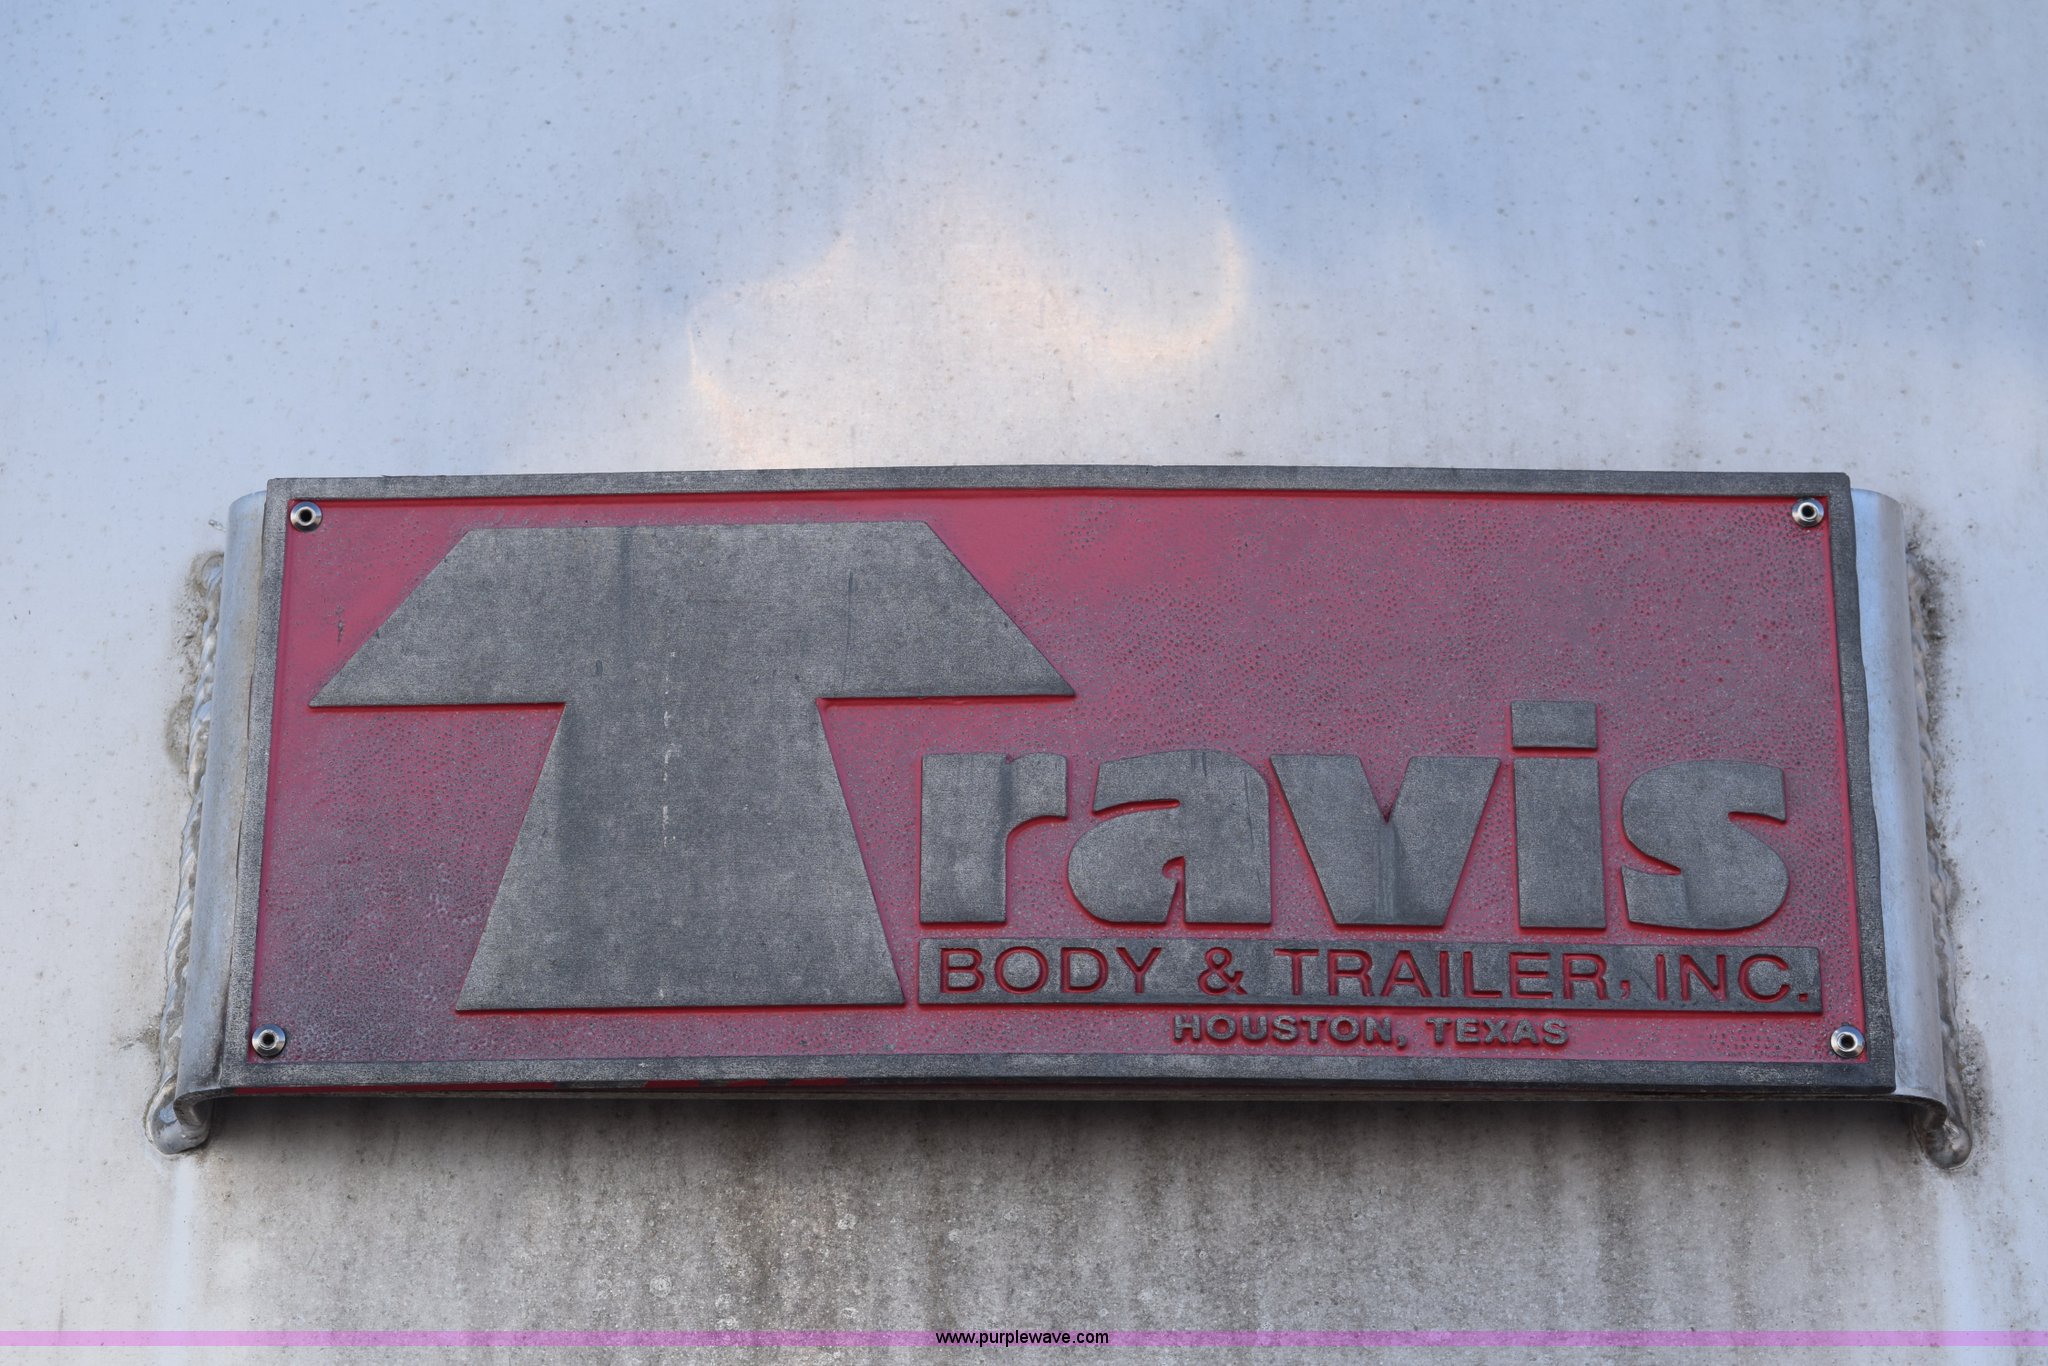 Travis
BODY & TRAILER, INC.
HOUSTON, TEXAS
www.purplewave.com